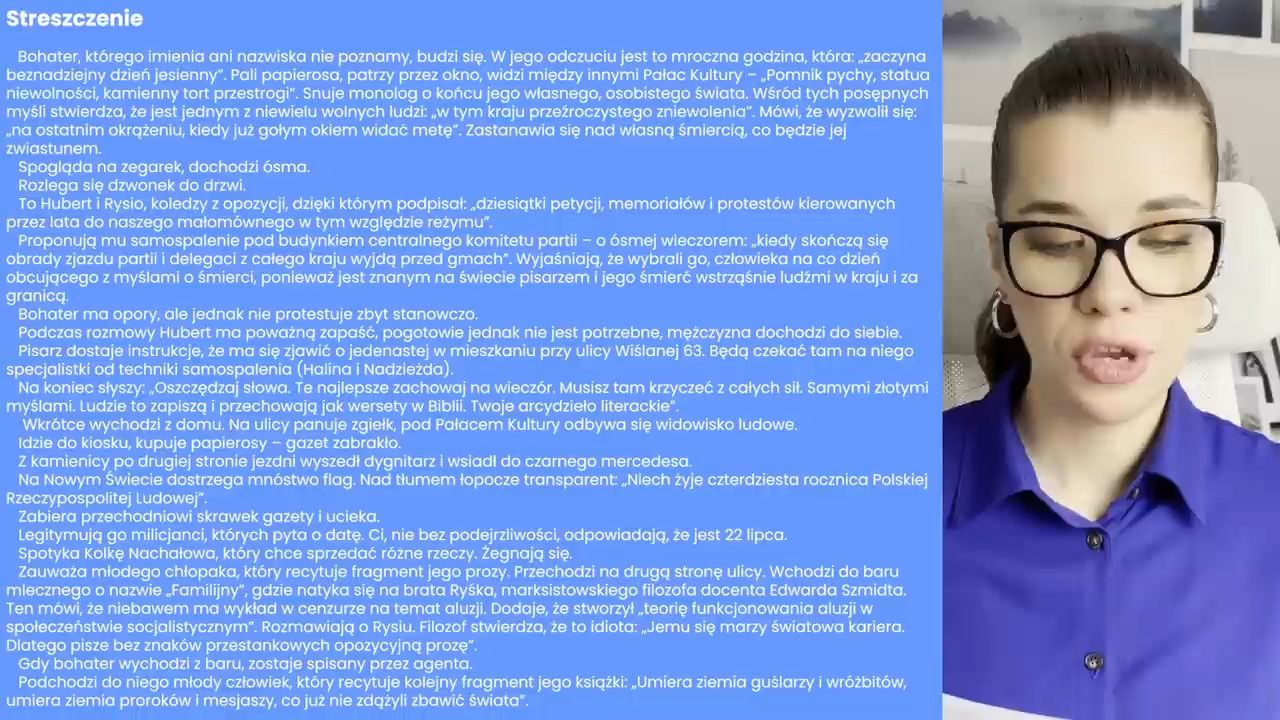 Streszczenie
Bohater, którego imienia ani nazwiska nie poznamy, budzi się. W jego odczuciu jest to mroczna godzina, która: „zaczyna
beznadziejny dzień jesienny”. Pali papierosa, patrzy przez okno, widzi między innymi Pałac Kultury – „Pomnik pychy, statua
niewolności, kamienny tort przestrogi”. Snuje monolog o końcu jego własnego, osobistego świata. Wśród tych posępnych
myśli stwierdza, że jest jednym z niewielu wolnych ludzi: „w tym kraju przeźroczystego zniewolenia”. Mówi, że wyzwolił się:
„na ostatnim okrążeniu, kiedy już gołym okiem widać metę”. Zastanawia się nad własną śmiercią, co będzie jej
zwiastunem.
Spogląda na zegarek, dochodzi ósma.
Rozlega się dzwonek do drzwi.
To Hubert i Rysio, koledzy z opozycji, dzięki którym podpisał: „dziesiątki petycji, memoriałów i protestów kierowanych
przez lata do naszego małomównego w tym względzie reżymu”.
Proponują mu samospalenie pod budynkiem centralnego komitetu partii – o ósmej wieczorem: „kiedy skończą się
obrady zjazdu partii i delegaci z całego kraju wyjdą przed gmach”. Wyjaśniają, że wybrali go, człowieka na co dzień
obcującego z myślami o śmierci, ponieważ jest znanym na świecie pisarzem i jego śmierć wstrząśnie ludźmi w kraju i za
granicą.
Bohater ma opory, ale jednak nie protestuje zbyt stanowczo.
Podczas rozmowy Hubert ma poważną zapaść, pogotowie jednak nie jest potrzebne, mężczyzna dochodzi do siebie.
Pisarz dostaje instrukcje, że ma się zjawić o jedenastej w mieszkaniu przy ulicy Wiślanej 63. Będą czekać tam na niego
specjalistki od techniki samospalenia (Halina i Nadzieżda).
Na koniec słyszy: „Oszczędzaj słowa. Te najlepsze zachowaj na wieczór. Musisz tam krzyczeć z całych sił. Samymi złotymi
myślami. Ludzie to zapiszą i przechowają jak wersety w Biblii. Twoje arcydzieło literackie”.
Wkrótce wychodzi z domu. Na ulicy panuje zgiełk, pod Pałacem Kultury odbywa się widowisko ludowe.
Idzie do kiosku, kupuje papierosy – gazet zabrakło.
Z kamienicy po drugiej stronie jezdni wyszedł dygnitarz i wsiadł do czarnego mercedesa.
Na Nowym Świecie dostrzega mnóstwo flag. Nad tłumem łopocze transparent: „Niech żyje czterdziesta rocznica Polskiej
Rzeczypospolitej Ludowej”.
Zabiera przechodniowi skrawek gazety i ucieka.
Legitymują go milicjanci, których pyta o datę. Ci, nie bez podejrzliwości, odpowiadają, że jest 22 lipca.
Spotyka Kolkę Nachałowa, który chce sprzedać różne rzeczy. Żegnają się.
Zauważa młodego chłopaka, który recytuje fragment jego prozy. Przechodzi na drugą stronę ulicy. Wchodzi do baru
mlecznego o nazwie „Familijny”, gdzie natyka się na brata Ryśka, marksistowskiego filozofa docenta Edwarda Szmidta.
Ten mówi, że niebawem ma wykład w cenzurze na temat aluzji. Dodaje, że stworzył „teorię funkcjonowania aluzji w
społeczeństwie socjalistycznym”. Rozmawiają o Rysiu. Filozof stwierdza, że to idiota: „Jemu się marzy światowa kariera.
Dlatego pisze bez znaków przestankowych opozycyjną prozę”.
Gdy bohater wychodzi z baru, zostaje spisany przez agenta.
Podchodzi do niego młody człowiek, który recytuje kolejny fragment jego książki: „Umiera ziemia guślarzy i wróżbitów,
umiera ziemia proroków i mesjaszy, co już nie zdążyli zbawić świata”.